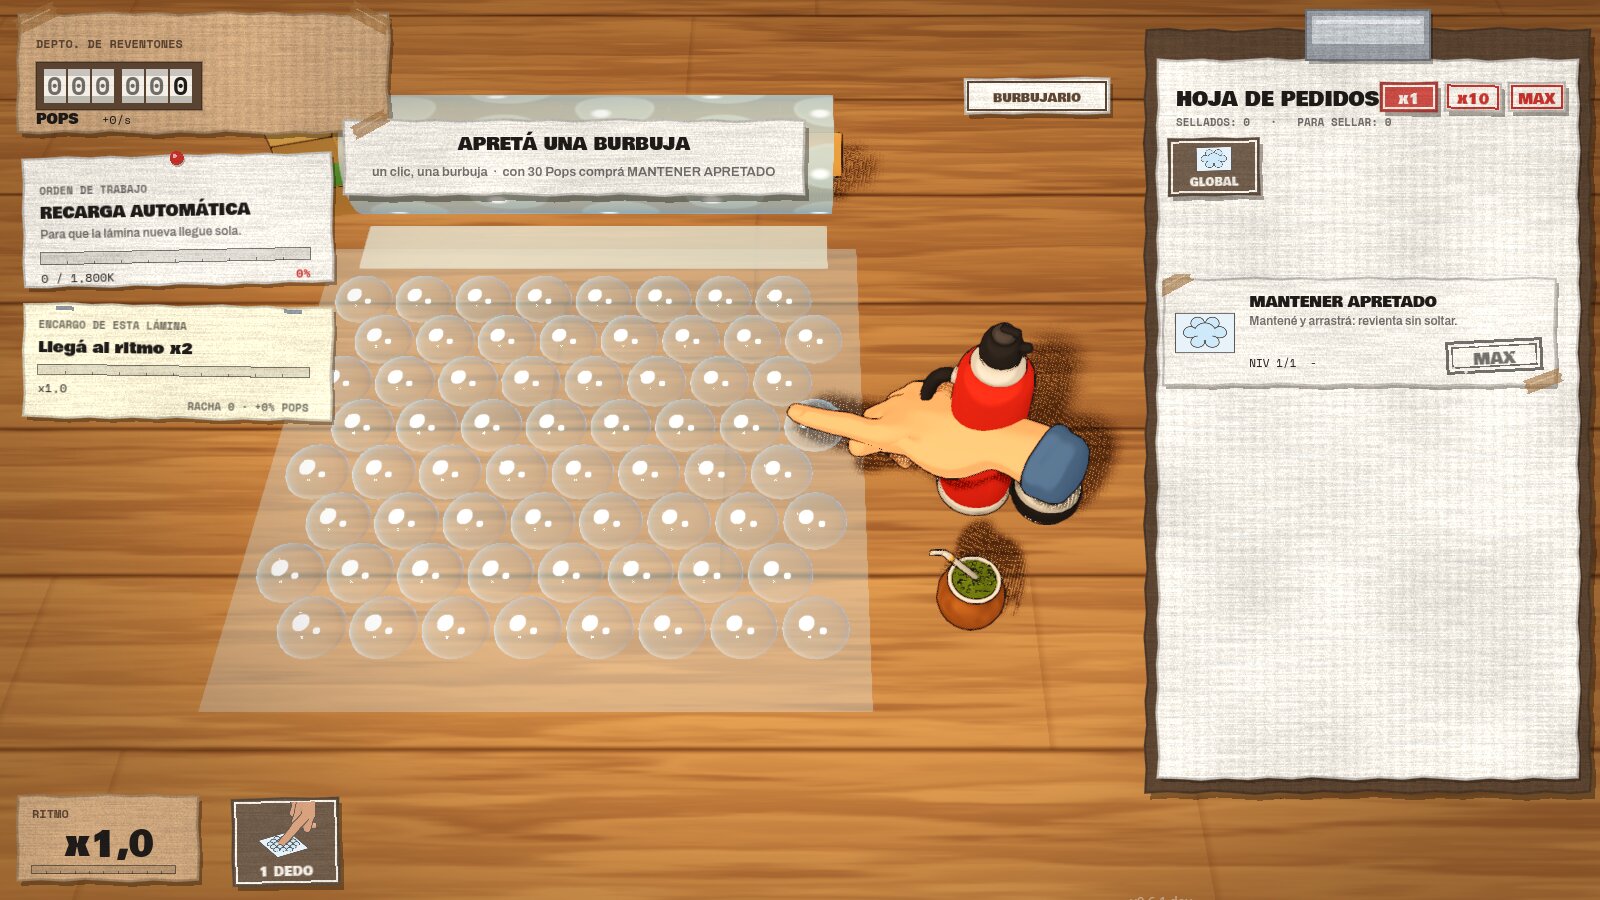 DEPTO. DE REVENTONES
000 000
POPS +0/s
ORDEN DE TRABAJO
RECARGA AUTOMÁTICA
Para que la lámina nueva llegue sola.
0 / 1.800K 0%
ENCARGO DE ESTA LÁMINA
Llegá al ritmo x2
x1.0
RACHA 0 · +0% POPS
APRETÁ UNA BURBUJA
un clic, una burbuja · con 30 Pops comprá MANTENER APRETADO
BURBUJARIO
HOJA DE PEDIDOS x1 x10 MAX
SELLADOS: 0 · PARA SELLAR: 0
GLOBAL
MANTENER APRETADO
Mantené y arrastrá: revienta sin soltar.
NIV 1/1 -
MAX
RITMO
x1,0
1 DEDO